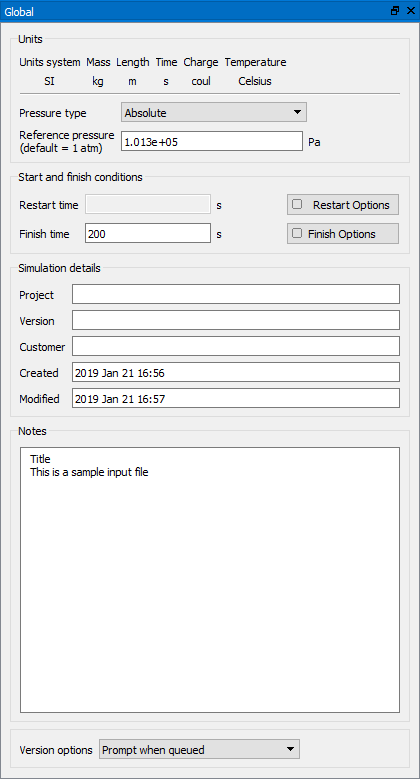 Global
Units
Units system Mass Length Time Charge Temperature
SI kg m s coul Celsius
Pressure type Absolute
Reference pressure
(default = 1 atm) 1.013e+05 Pa
Start and finish conditions
Restart time s Restart Options
Finish time 200 s Finish Options
Simulation details
Project
Version
Customer
Created 2019 Jan 21 16:56
Modified 2019 Jan 21 16:57
Notes
Title
This is a sample input file
Version options Prompt when queued